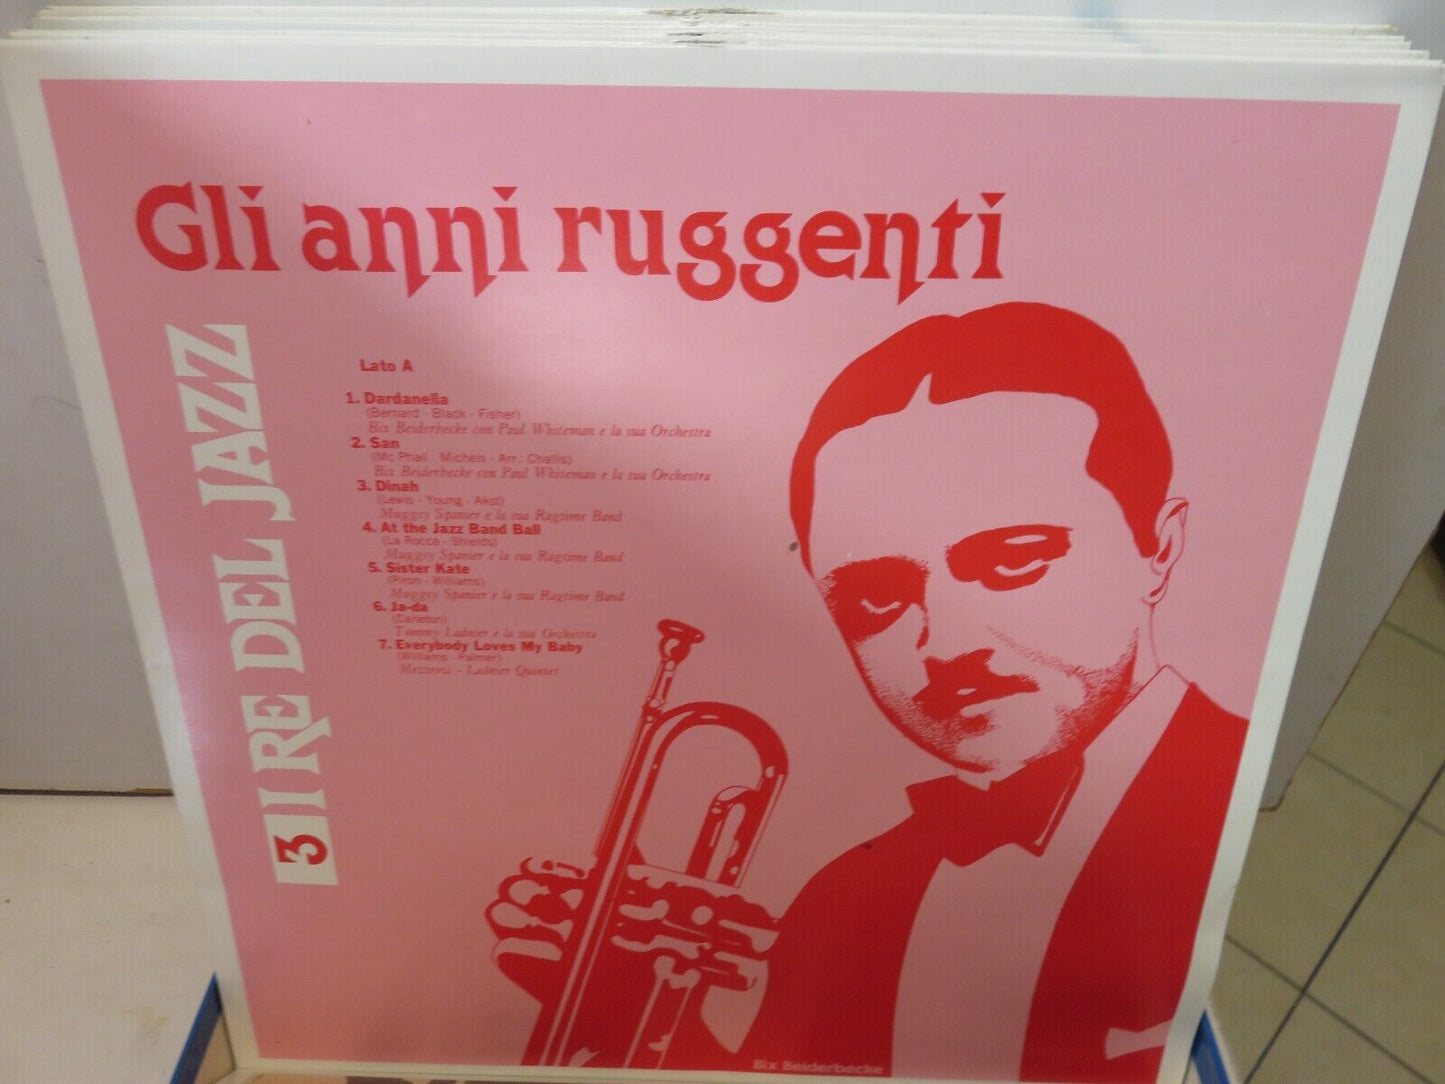 Gli anni ruggenti
3 I RE DEL JAZZ
Lato A
1. Dardanella
(Bernard - Black - Fisher)
Bix Beiderbecke con Paul Whiteman e la sua Orchestra
2. San
(Mc Phail - Michels - Arr.: Challis)
Bix Beiderbecke con Paul Whiteman e la sua Orchestra
3. Dinah
(Lewis - Young - Akst)
Muggsy Spanier e la sua Ragtime Band
4. At the Jazz Band Ball
(La Rocca - Shields)
Muggsy Spanier e la sua Ragtime Band
5. Sister Kate
(Piron - Williams)
Muggsy Spanier e la sua Ragtime Band
6. Ja-da
(Carleton)
Tommy Ladnier e la sua Orchestra
7. Everybody Loves My Baby
(Williams - Palmer)
Mezzrow - Ladnier Quintet
Bix Beiderbecke